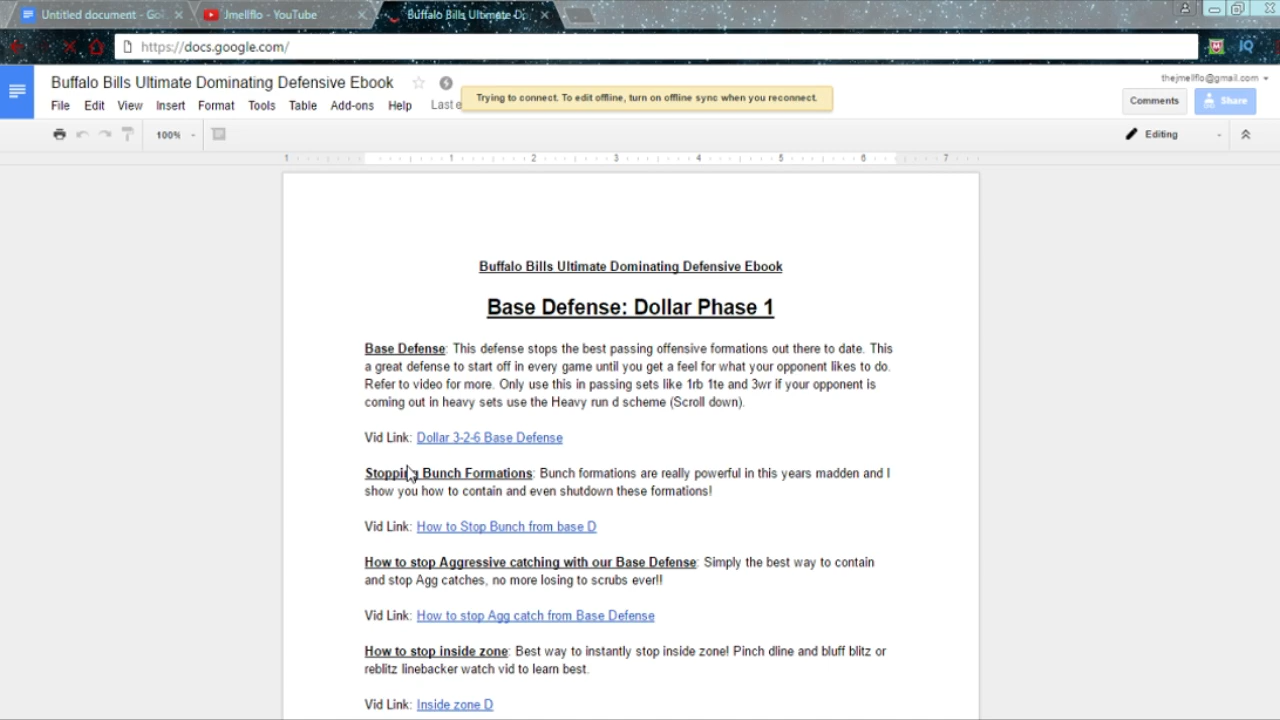 Untitled document - Go
Jmellflo - YouTube
Buffalo Bills Ultimate D
https://docs.google.com/
IQ
Buffalo Bills Ultimate Dominating Defensive Ebook
thejmellflo@gmail.com
File Edit View Insert Format Tools Table Add-ons Help Last e
Trying to connect. To edit offline, turn on offline sync when you reconnect.
Comments
Share
100%
Editing
1 1 2 3 4 5 6 7
Buffalo Bills Ultimate Dominating Defensive Ebook
Base Defense: Dollar Phase 1
Base Defense: This defense stops the best passing offensive formations out there to date. This
a great defense to start off in every game until you get a feel for what your opponent likes to do.
Refer to video for more. Only use this in passing sets like 1rb 1te and 3wr if your opponent is
coming out in heavy sets use the Heavy run d scheme (Scroll down).
Vid Link: Dollar 3-2-6 Base Defense
Stopping Bunch Formations: Bunch formations are really powerful in this years madden and I
show you how to contain and even shutdown these formations!
Vid Link: How to Stop Bunch from base D
How to stop Aggressive catching with our Base Defense: Simply the best way to contain
and stop Agg catches, no more losing to scrubs ever!!
Vid Link: How to stop Agg catch from Base Defense
How to stop inside zone: Best way to instantly stop inside zone! Pinch dline and bluff blitz or
reblitz linebacker watch vid to learn best.
Vid Link: Inside zone D